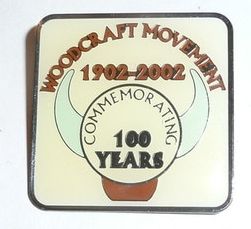 WOODCRAFT MOVEMENT
1902-2002
COMMEMORATING
100
YEARS